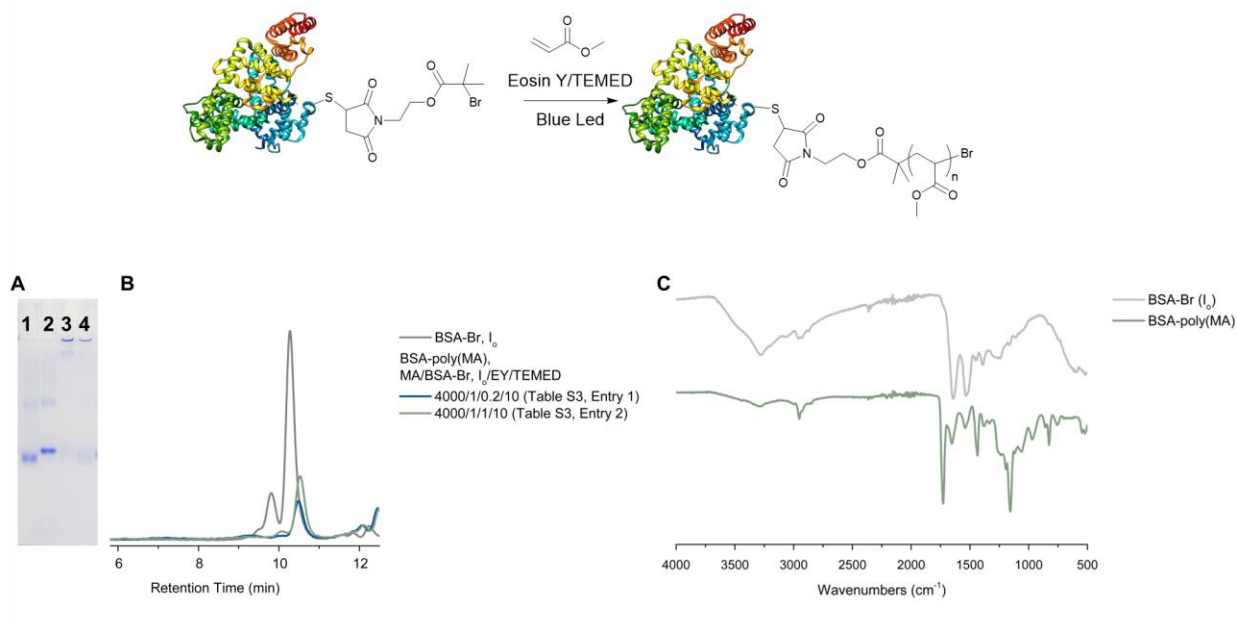 O
O
S
N
O
O
O
Br
O
O
Eosin Y/TEMED
Blue Led
S
O
N
O
O
O
Br
n
O
O
A
1 2 3 4
B
BSA-Br, Io
BSA-poly(MA),
MA/BSA-Br, Io/EY/TEMED
4000/1/0.2/10 (Table S3, Entry 1)
4000/1/1/10 (Table S3, Entry 2)
6 8 10 12
Retention Time (min)
C
BSA-Br (Io)
BSA-poly(MA)
4000 3500 3000 2500 2000 1500 1000 500
Wavenumbers (cm-1)